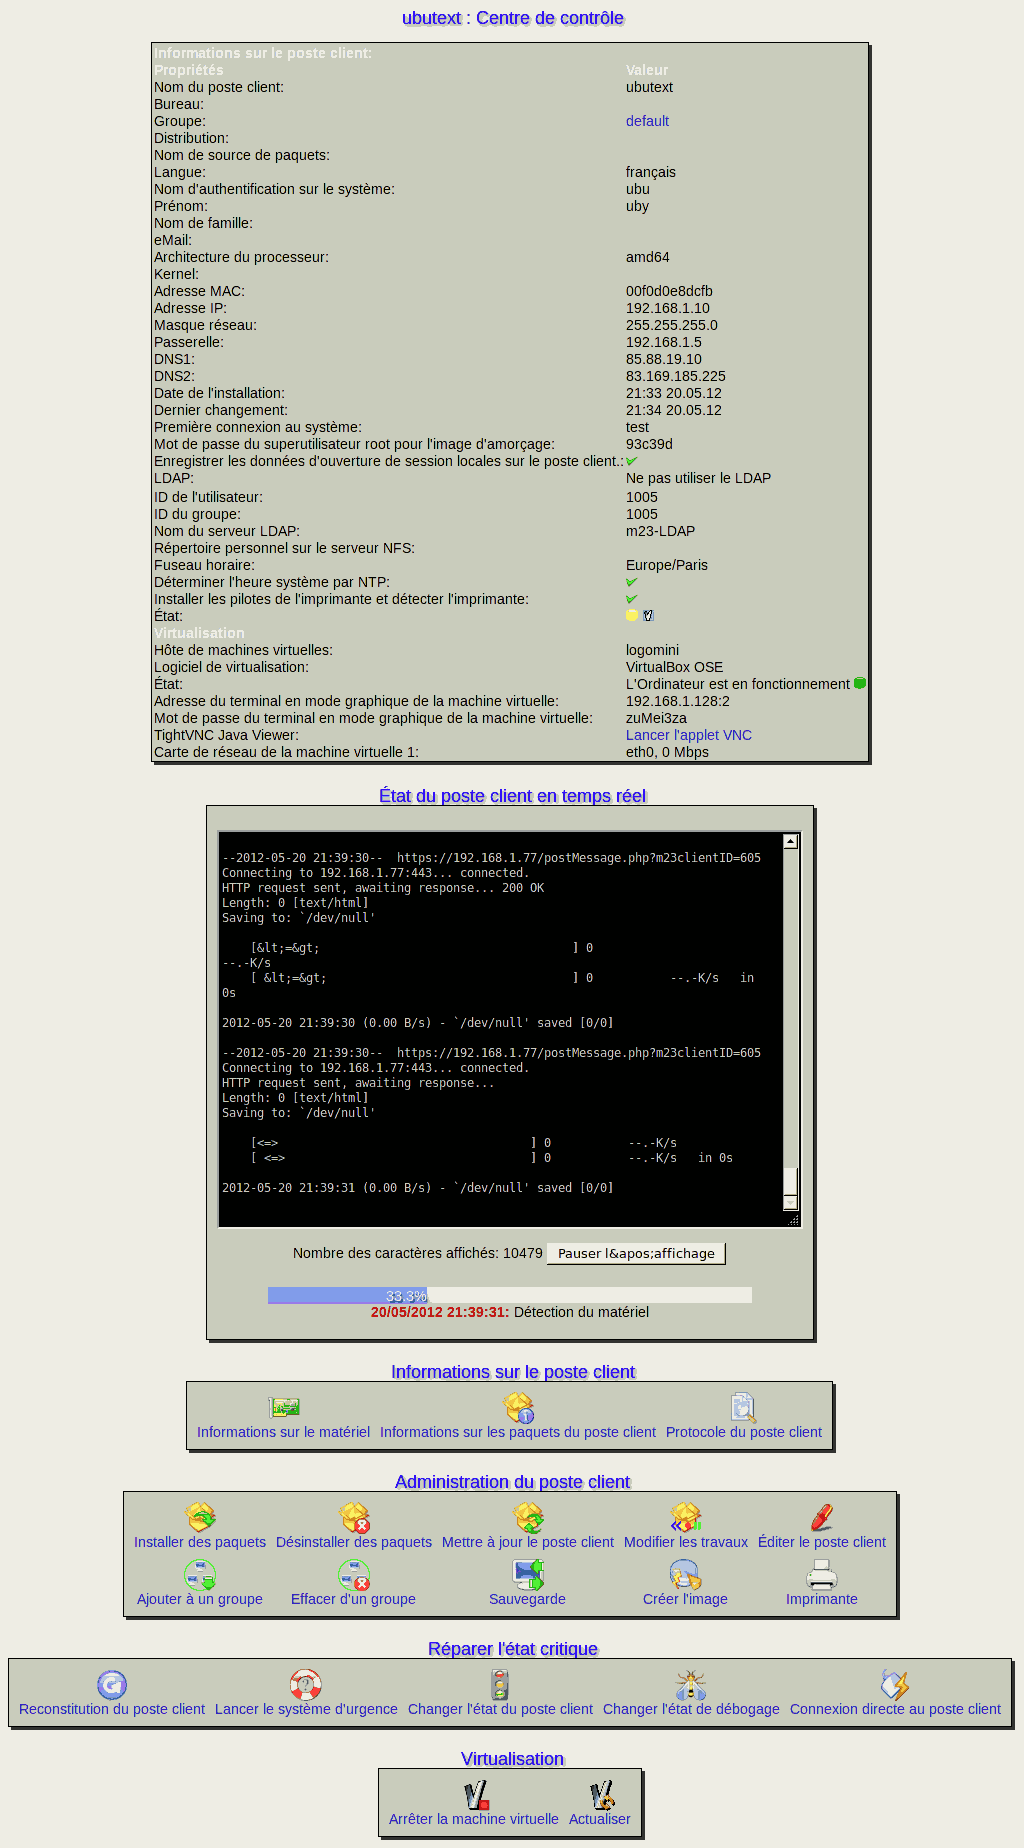 ubutext : Centre de contrôle
Informations sur le poste client:
Propriétés Valeur
Nom du poste client: ubutext
Bureau:
Groupe: default
Distribution:
Nom de source de paquets:
Langue: français
Nom d'authentification sur le système: ubu
Prénom: uby
Nom de famille:
eMail:
Architecture du processeur: amd64
Kernel:
Adresse MAC: 00f0d0e8dcfb
Adresse IP: 192.168.1.10
Masque réseau: 255.255.255.0
Passerelle: 192.168.1.5
DNS1: 85.88.19.10
DNS2: 83.169.185.225
Date de l'installation: 21:33 20.05.12
Dernier changement: 21:34 20.05.12
Première connexion au système: test
Mot de passe du superutilisateur root pour l'image d'amorçage: 93c39d
Enregistrer les données d'ouverture de session locales sur le poste client.:
LDAP: Ne pas utiliser le LDAP
ID de l'utilisateur: 1005
ID du groupe: 1005
Nom du serveur LDAP: m23-LDAP
Répertoire personnel sur le serveur NFS:
Fuseau horaire: Europe/Paris
Déterminer l'heure système par NTP:
Installer les pilotes de l'imprimante et détecter l'imprimante:
État:
Virtualisation
Hôte de machines virtuelles: logomini
Logiciel de virtualisation: VirtualBox OSE
État: L'Ordinateur est en fonctionnement
Adresse du terminal en mode graphique de la machine virtuelle: 192.168.1.128:2
Mot de passe du terminal en mode graphique de la machine virtuelle: zuMei3za
TightVNC Java Viewer: Lancer l'applet VNC
Carte de réseau de la machine virtuelle 1: eth0, 0 Mbps
État du poste client en temps réel
--2012-05-20 21:39:30--  https://192.168.1.77/postMessage.php?m23clientID=605
Connecting to 192.168.1.77:443... connected.
HTTP request sent, awaiting response... 200 OK
Length: 0 [text/html]
Saving to: `/dev/null'
[&lt;=&gt; ] 0
--.-K/s
[ &lt;=&gt; ] 0 --.-K/s in
0s
2012-05-20 21:39:30 (0.00 B/s) - `/dev/null' saved [0/0]
--2012-05-20 21:39:30--  https://192.168.1.77/postMessage.php?m23clientID=605
Connecting to 192.168.1.77:443... connected.
HTTP request sent, awaiting response...
Length: 0 [text/html]
Saving to: `/dev/null'
[<=> ] 0 --.-K/s
[ <=> ] 0 --.-K/s in 0s
2012-05-20 21:39:31 (0.00 B/s) - `/dev/null' saved [0/0]
Nombre des caractères affichés: 10479 Pauser l&apos;affichage
33.3%
20/05/2012 21:39:31: Détection du matériel
Informations sur le poste client
Informations sur le matériel Informations sur les paquets du poste client Protocole du poste client
Administration du poste client
Installer des paquets Désinstaller des paquets Mettre à jour le poste client Modifier les travaux Éditer le poste client
Ajouter à un groupe Effacer d'un groupe Sauvegarde Créer l'image Imprimante
Réparer l'état critique
Reconstitution du poste client Lancer le système d'urgence Changer l'état du poste client Changer l'état de débogage Connexion directe au poste client
Virtualisation
Arrêter la machine virtuelle Actualiser